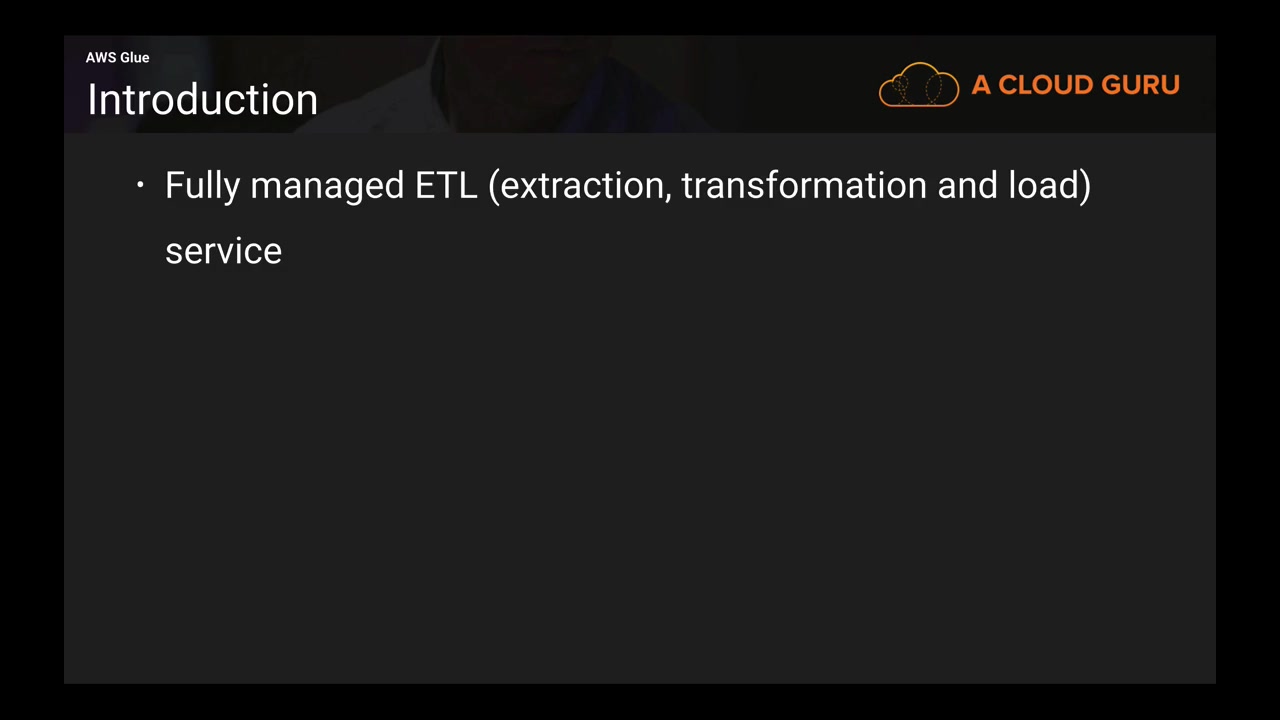 AWS Glue
Introduction
A CLOUD GURU
• Fully managed ETL (extraction, transformation and load)
service